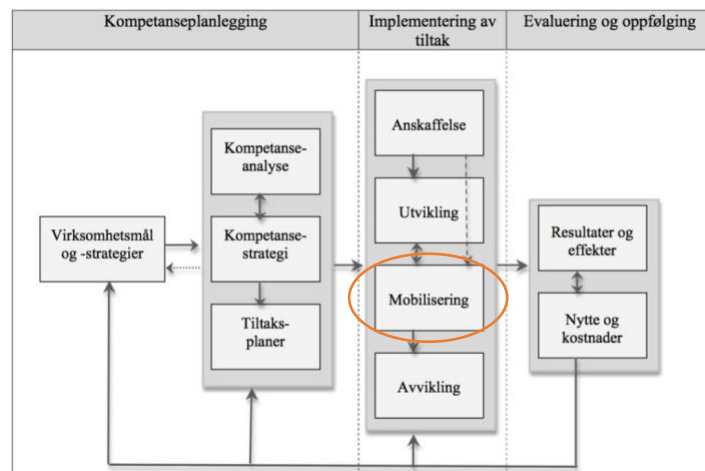 Kompetanseplanlegging
Implementering av
tiltak
Evaluering og oppfølging
Virksomhetsmål
og -strategier
Kompetanse-
analyse
Kompetanse-
strategi
Tiltaks-
planer
Anskaffelse
Utvikling
Mobilisering
Avvikling
Resultater og
effekter
Nytte og
kostnader